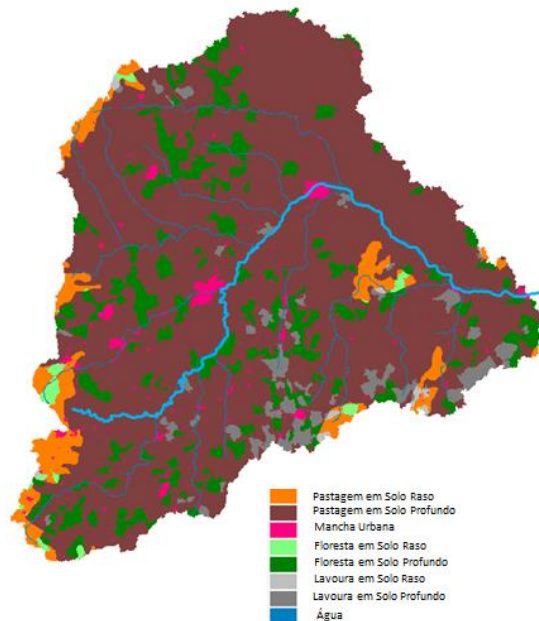 Pastagem em Solo Raso
Pastagem em Solo Profundo
Mancha Urbana
Floresta em Solo Raso
Floresta em Solo Profundo
Lavoura em Solo Raso
Lavoura em Solo Profundo
Água